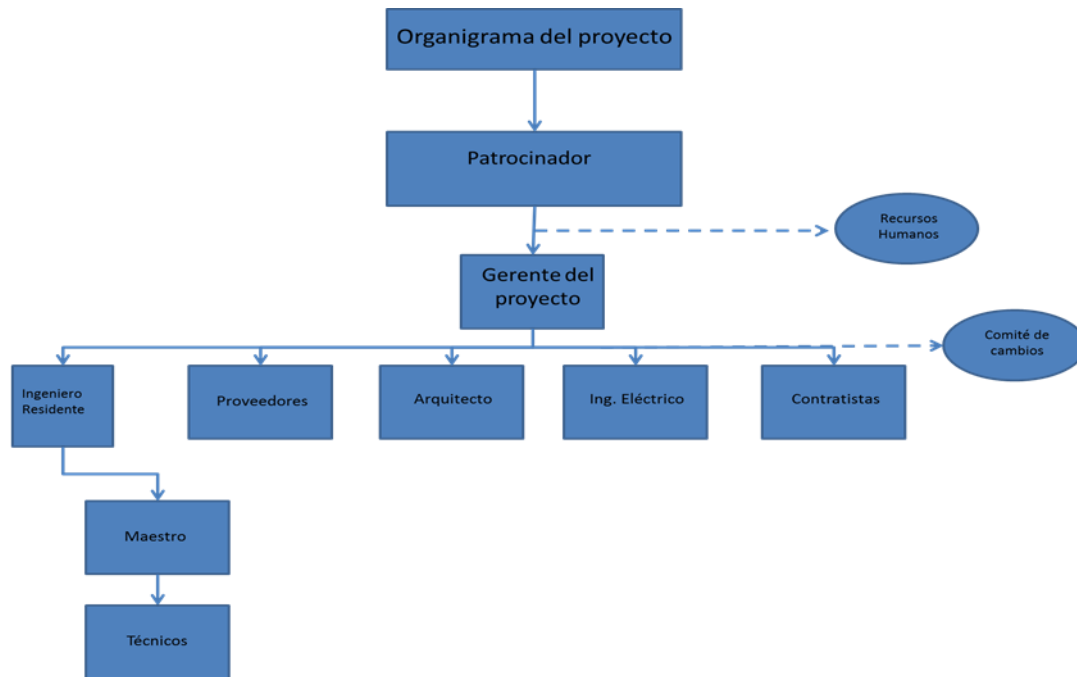 Organigrama del proyecto
Patrocinador
Recursos
Humanos
Gerente del
proyecto
Comité de
cambios
Ingeniero
Residente
Proveedores
Arquitecto
Ing. Eléctrico
Contratistas
Maestro
Técnicos